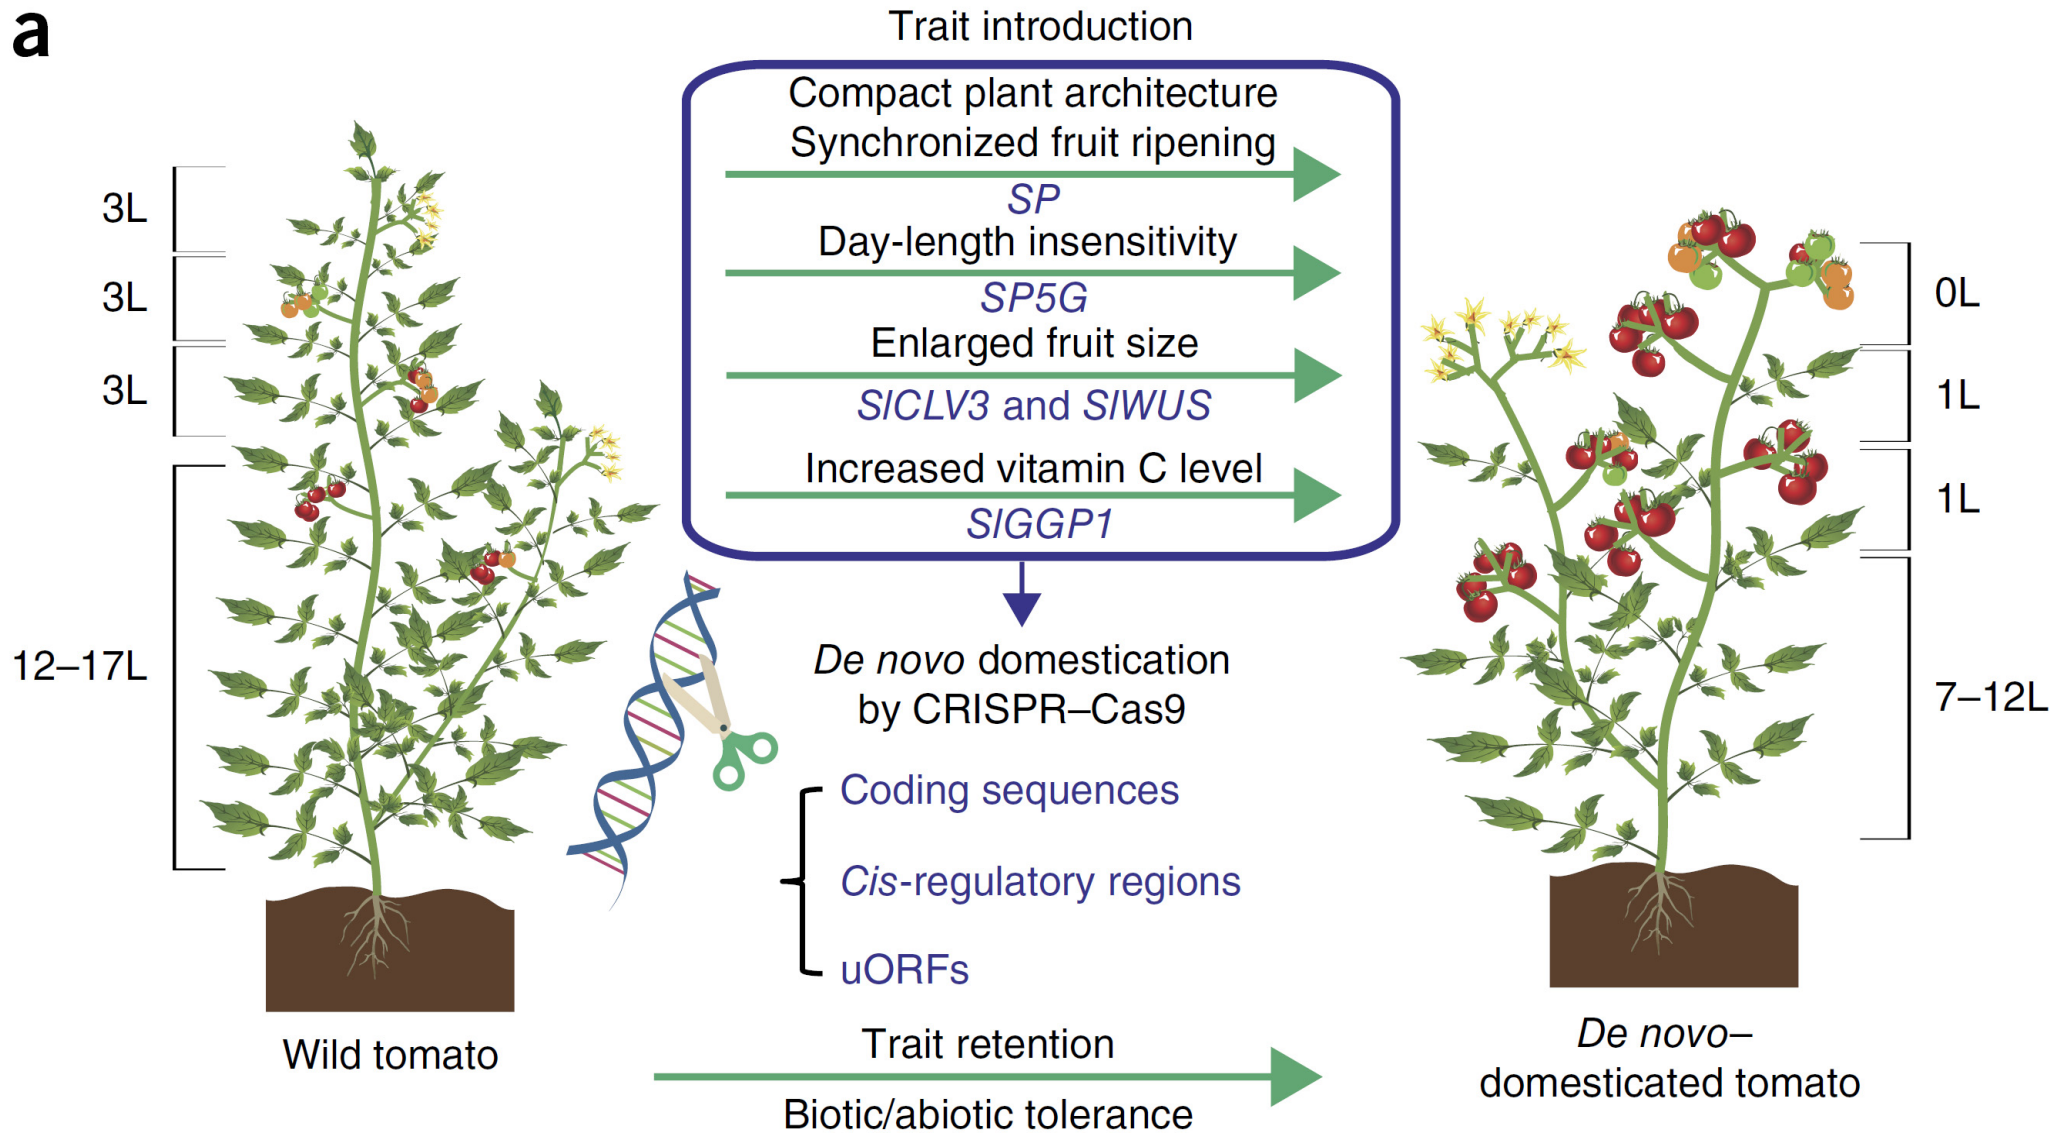 a
Trait introduction
Compact plant architecture
Synchronized fruit ripening
SP
Day-length insensitivity
SP5G
Enlarged fruit size
SlCLV3 and SlWUS
Increased vitamin C level
SlGGP1
3L
3L
3L
12–17L
0L
1L
1L
7–12L
De novo domestication
by CRISPR–Cas9
Coding sequences
Cis-regulatory regions
uORFs
Wild tomato
Trait retention
Biotic/abiotic tolerance
De novo–
domesticated tomato